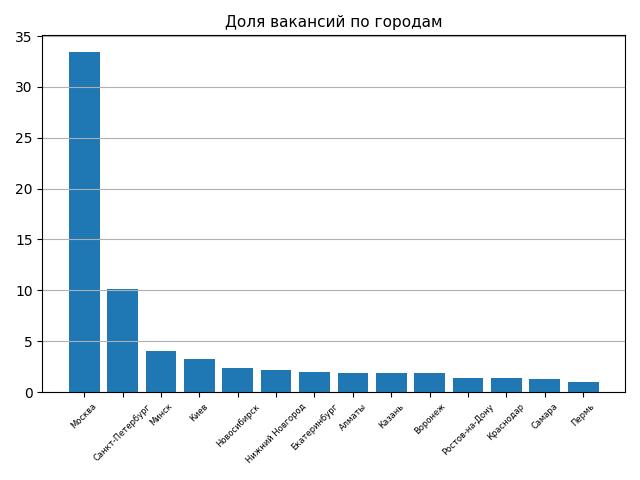 Доля вакансий по городам
35
30
25
20
15
10
5
0
Москва
Санкт-Петербург
Минск
Киев
Новосибирск
Нижний Новгород
Екатеринбург
Алматы
Казань
Воронеж
Ростов-на-Дону
Краснодар
Самара
Пермь